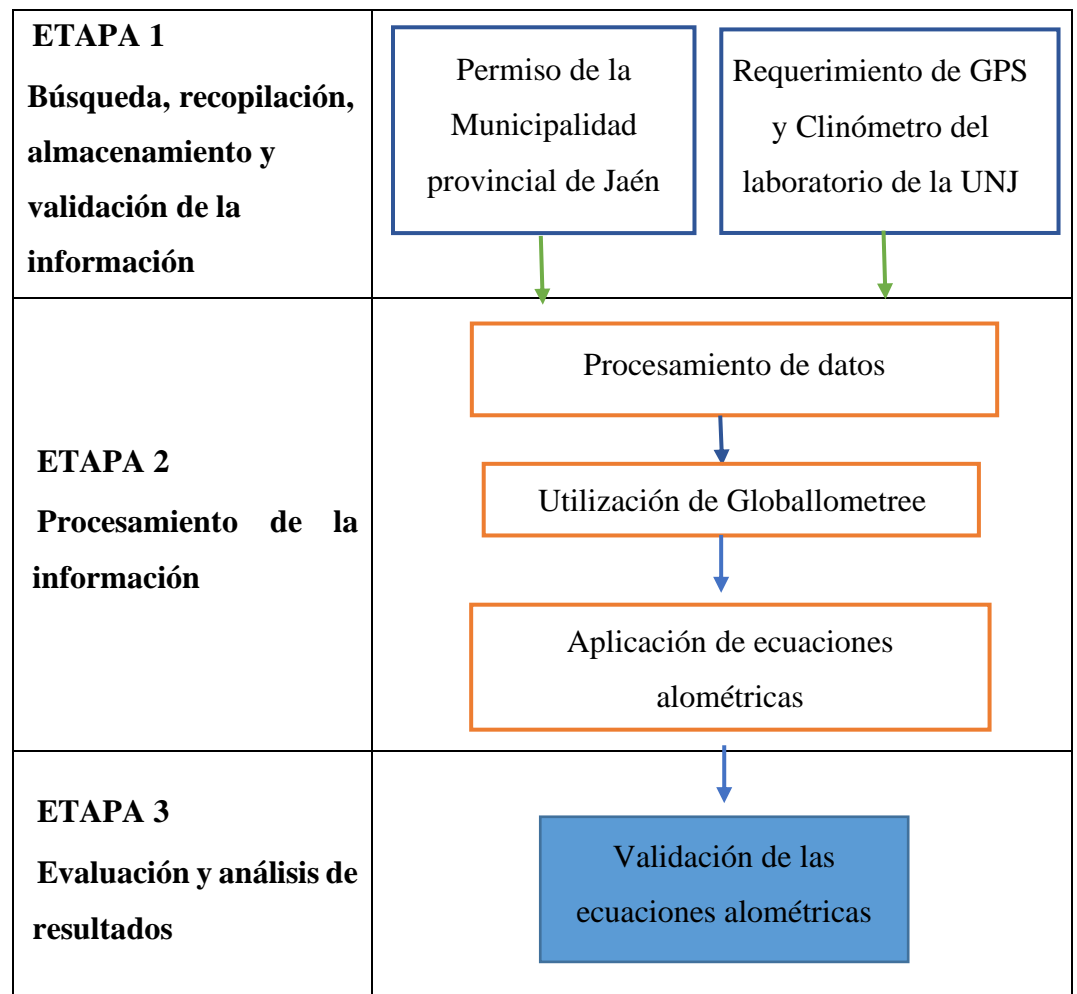 ETAPA 1
Búsqueda, recopilación,
almacenamiento y
validación de la
información
Permiso de la
Municipalidad
provincial de Jaén
Requerimiento de GPS
y Clinómetro del
laboratorio de la UNJ
ETAPA 2
Procesamiento de la
información
Procesamiento de datos
Utilización de Globallometree
Aplicación de ecuaciones
alométricas
ETAPA 3
Evaluación y análisis de
resultados
Validación de las
ecuaciones alométricas